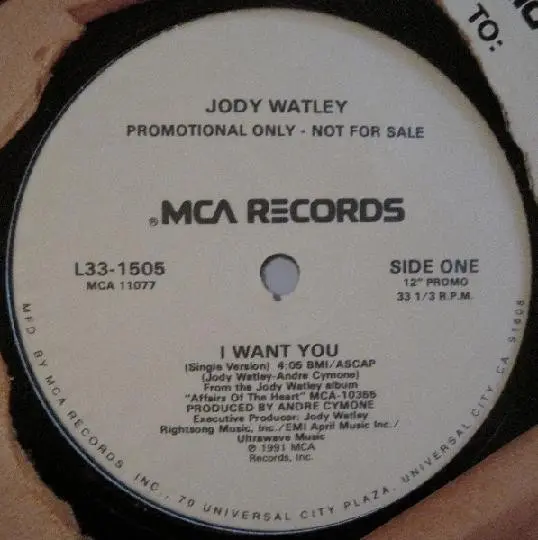 TO:
JODY WATLEY
PROMOTIONAL ONLY - NOT FOR SALE
®MCA RECORDS
L33-1505
MCA 11077
SIDE ONE
12" PROMO
33 1/3 R.P.M.
I WANT YOU
(Single Version) 4:05 BMI/ASCAP
(Jody Watley-Andre Cymone)
From the Jody Watley album
"Affairs Of The Heart" MCA-10355
PRODUCED BY ANDRE CYMONE
Executive Producer: Jody Watley
Rightsong Music, Inc./EMI April Music Inc./
Ultrawave Music
℗ 1991 MCA
Records, Inc.
MFD BY MCA RECORDS INC., 70 UNIVERSAL CITY PLAZA, UNIVERSAL CITY, CA. 91608